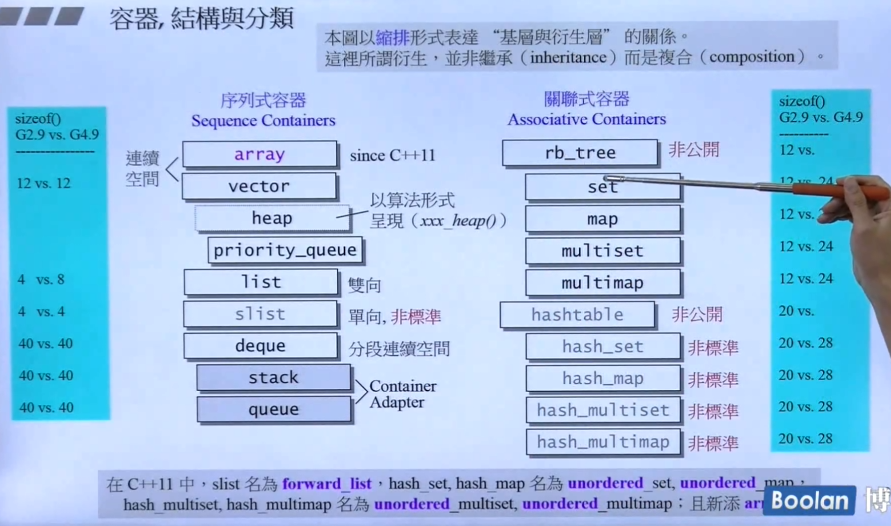 容器, 結構與分類
本圖以縮排形式表達 “基層與衍生層” 的關係。
這裡所謂衍生,並非繼承(inheritance)而是複合(composition)。
sizeof()
G2.9 vs. G4.9
12 vs. 12
4 vs. 8
4 vs. 4
40 vs. 40
40 vs. 40
40 vs. 40
序列式容器
Sequence Containers
連續
空間
array
since C++11
vector
heap
以算法形式
呈現(xxx_heap())
priority_queue
list
雙向
slist
單向, 非標準
deque
分段連續空間
stack
queue
Container
Adapter
關聯式容器
Associative Containers
rb_tree
非公開
set
map
multiset
multimap
hashtable
非公開
hash_set
非標準
hash_map
非標準
hash_multiset
非標準
hash_multimap
非標準
sizeof()
G2.9 vs. G4.9
12 vs.
12 vs. 24
12 vs.
12 vs. 24
12 vs. 24
20 vs.
20 vs. 28
20 vs. 28
20 vs. 28
20 vs. 28
在 C++11 中,slist 名為 forward_list,hash_set, hash_map 名為 unordered_set, unordered_map,
hash_multiset, hash_multimap 名為 unordered_multiset, unordered_multimap;且新添
Boolan 博